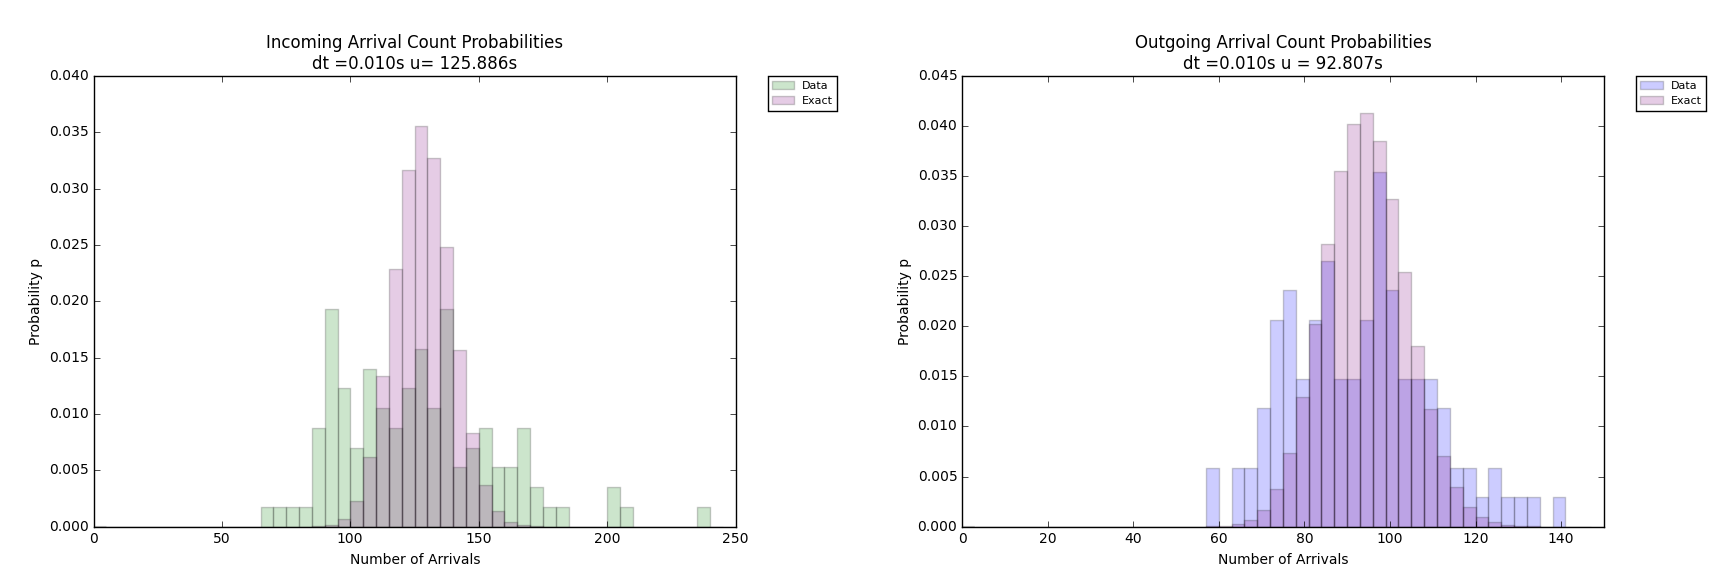 Incoming Arrival Count Probabilities
dt =0.010s u= 125.886s
Data
Exact
0.040
0.035
0.030
0.025
0.020
0.015
0.010
0.005
0.000
Probability p
0 50 100 150 200 250
Number of Arrivals
Outgoing Arrival Count Probabilities
dt =0.010s u = 92.807s
Data
Exact
0.045
0.040
0.035
0.030
0.025
0.020
0.015
0.010
0.005
0.000
Probability p
0 20 40 60 80 100 120 140
Number of Arrivals